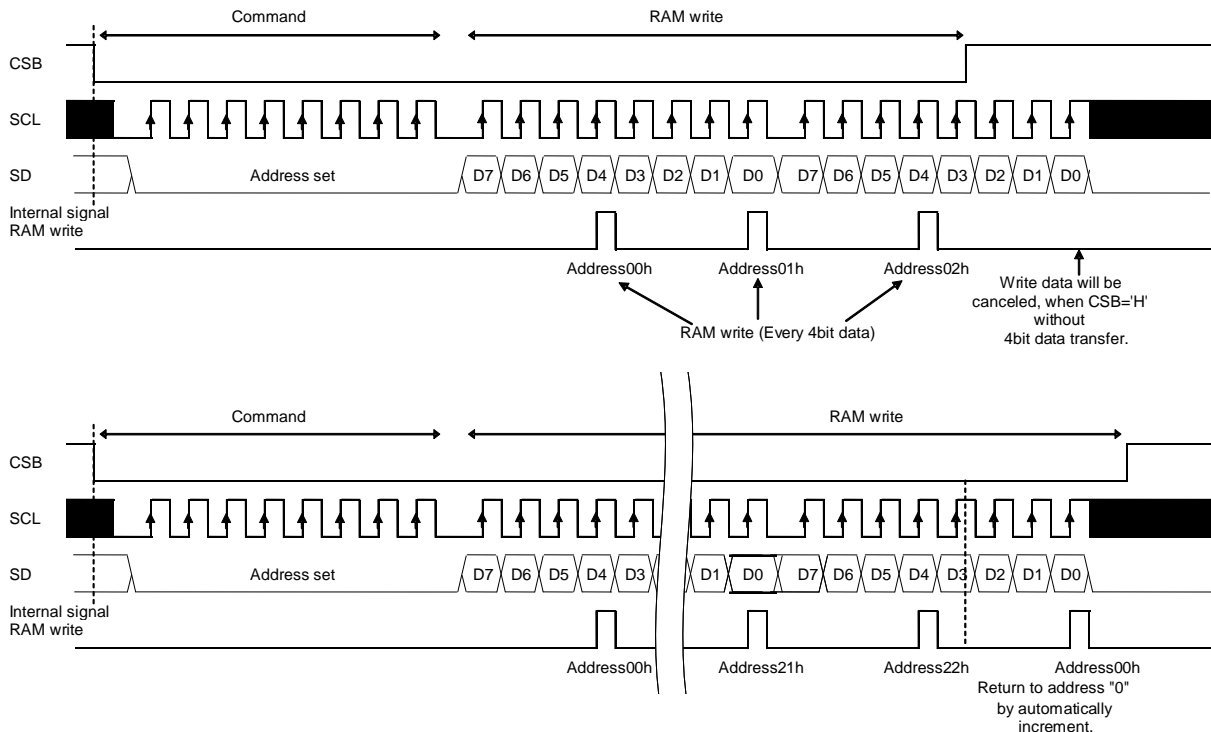 Command RAM write
CSB
SCL
SD Address set D7 D6 D5 D4 D3 D2 D1 D0 D7 D6 D5 D4 D3 D2 D1 D0
Internal signal
RAM write
Address00h Address01h Address02h
Write data will be
canceled, when CSB='H'
without
4bit data transfer.
RAM write (Every 4bit data)
Command RAM write
CSB
SCL
SD Address set D7 D6 D5 D4 D3 D1 D0 D7 D6 D5 D4 D3 D2 D1 D0
Internal signal
RAM write
Address00h Address21h Address22h Address00h
Return to address "0"
by automatically
increment.